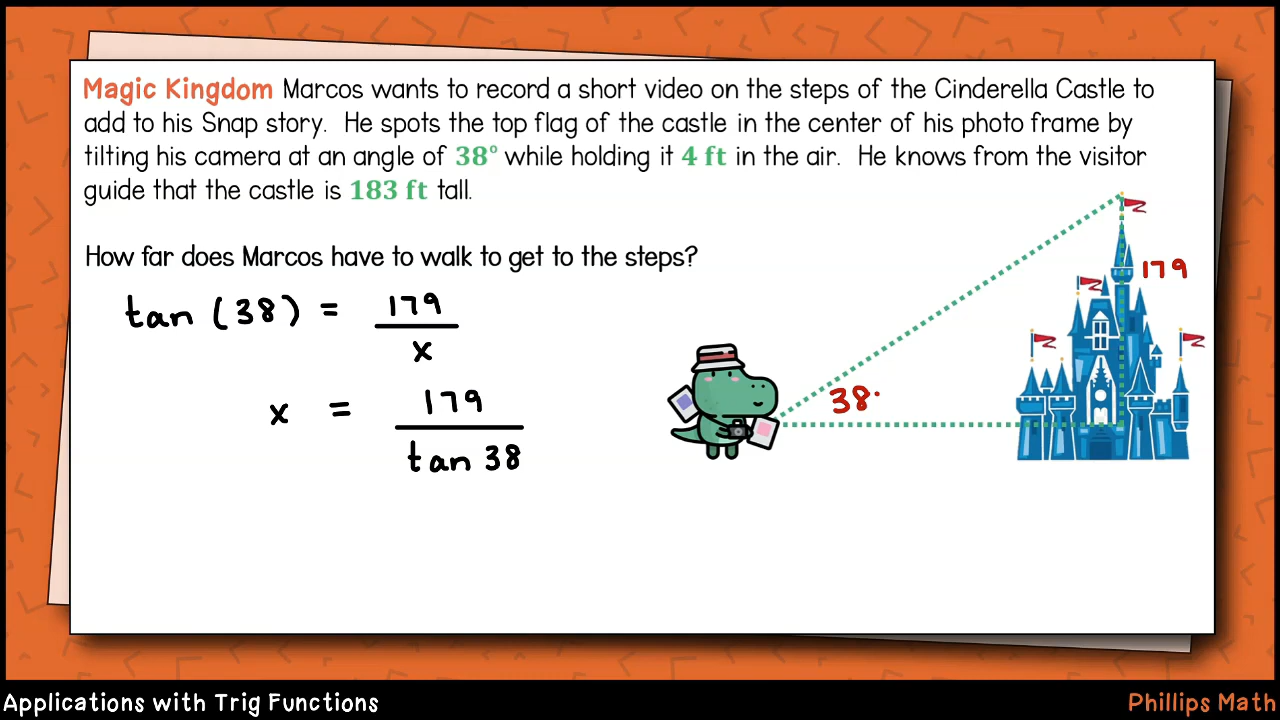 Magic Kingdom Marcos wants to record a short video on the steps of the Cinderella Castle to
add to his Snap story. He spots the top flag of the castle in the center of his photo frame by
tilting his camera at an angle of 38° while holding it 4 ft in the air. He knows from the visitor
guide that the castle is 183 ft tall.
How far does Marcos have to walk to get to the steps?
tan (38) = 179
x
x = 179
tan 38
179
38°
Applications with Trig Functions
Phillips Math